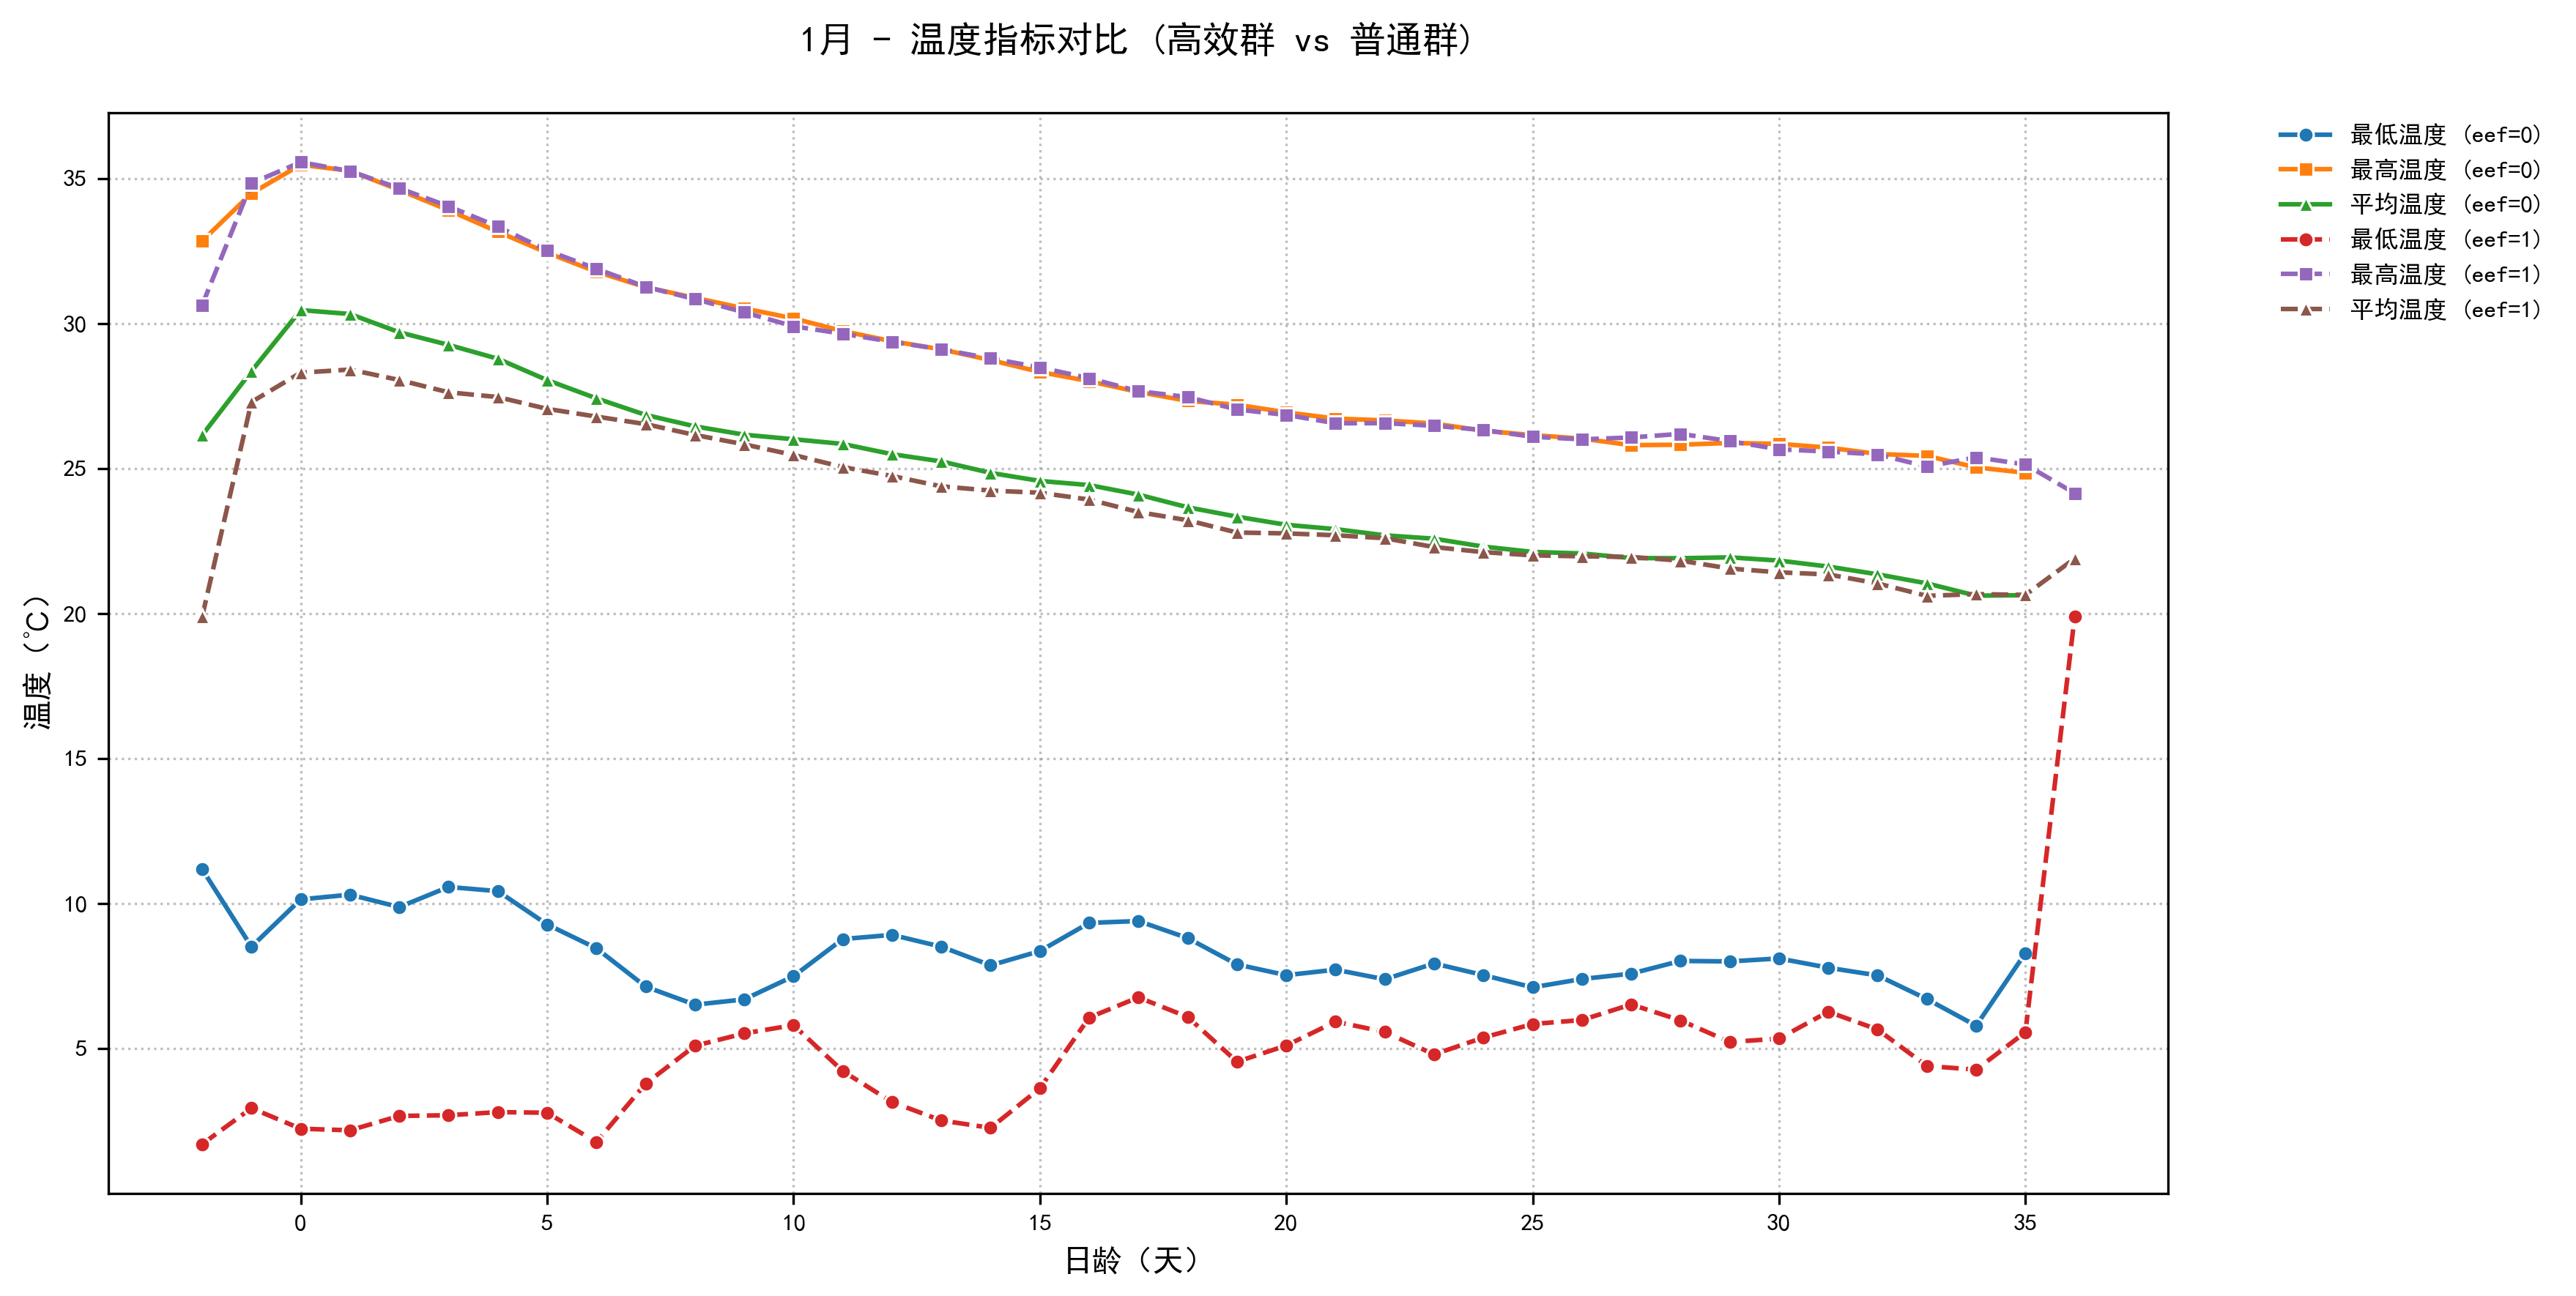 1月 - 温度指标对比 (高效群 vs 普通群)
最低温度 (eef=0)
最高温度 (eef=0)
平均温度 (eef=0)
最低温度 (eef=1)
最高温度 (eef=1)
平均温度 (eef=1)
温度 (℃)
35
30
25
20
15
10
5
0 5 10 15 20 25 30 35
日龄 (天)